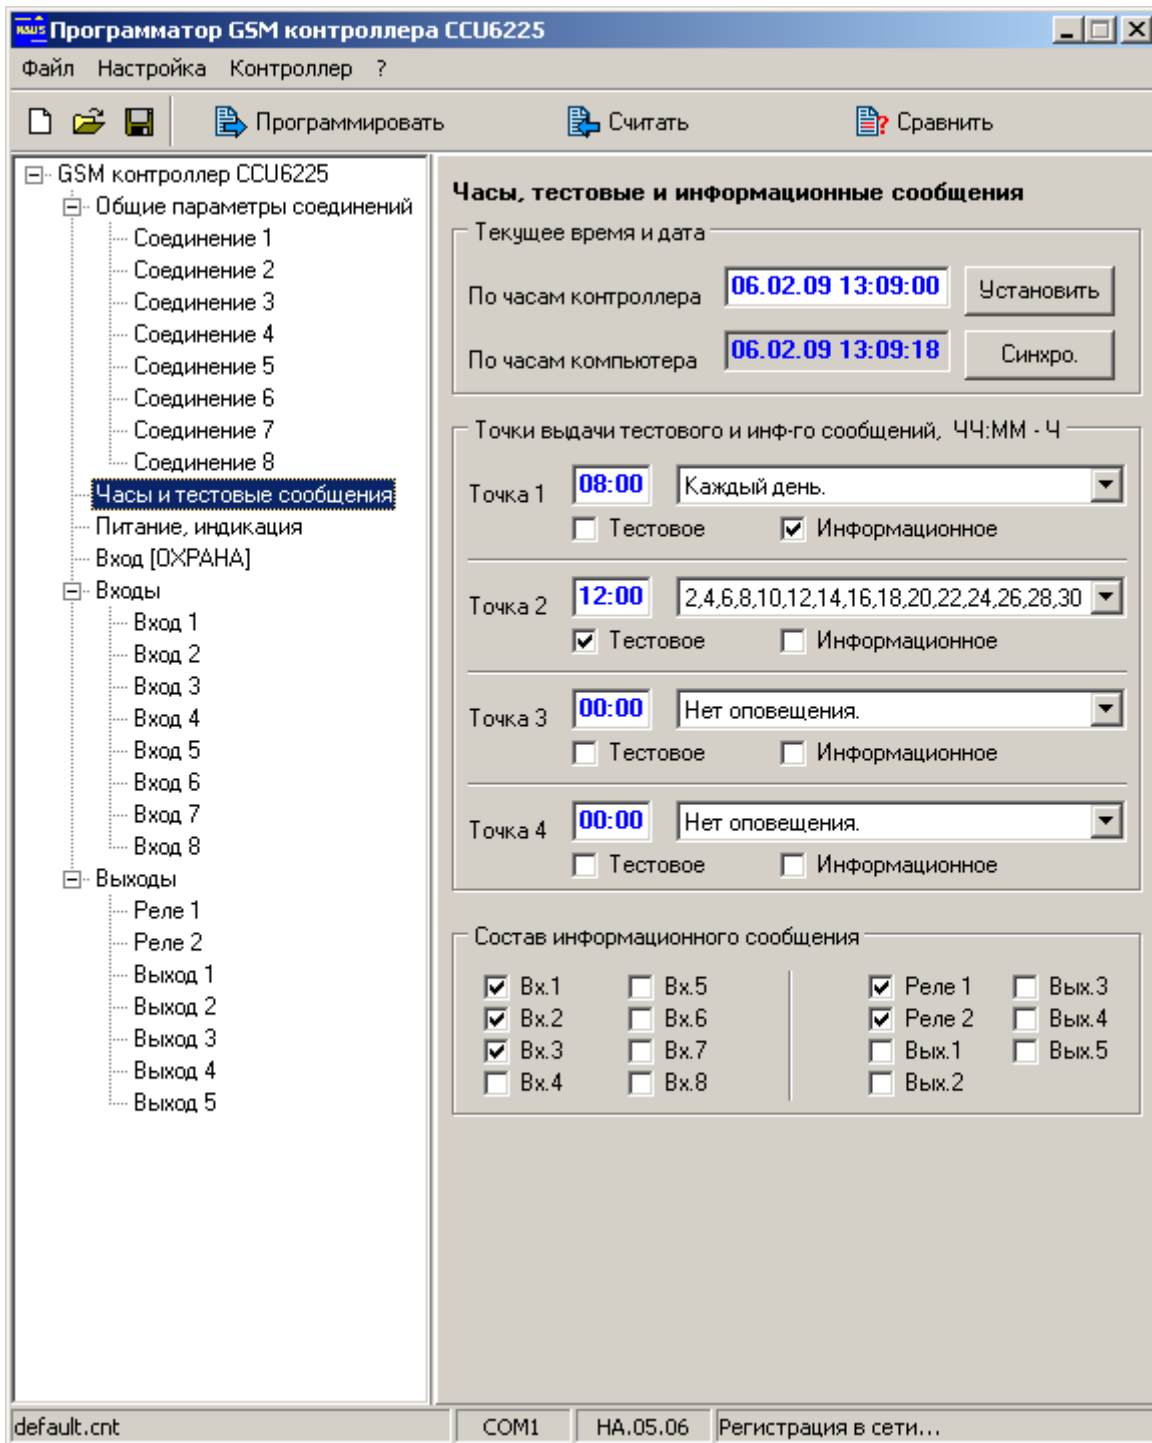 Программатор GSM контроллера CCU6225
Файл Настройка Контроллер ?
Программировать Считать Сравнить
GSM контроллер CCU6225
Общие параметры соединений
Соединение 1
Соединение 2
Соединение 3
Соединение 4
Соединение 5
Соединение 6
Соединение 7
Соединение 8
Часы и тестовые сообщения
Питание, индикация
Вход [ОХРАНА]
Входы
Вход 1
Вход 2
Вход 3
Вход 4
Вход 5
Вход 6
Вход 7
Вход 8
Выходы
Реле 1
Реле 2
Выход 1
Выход 2
Выход 3
Выход 4
Выход 5
Часы, тестовые и информационные сообщения
Текущее время и дата
По часам контроллера 06.02.09 13:09:00 Установить
По часам компьютера 06.02.09 13:09:18 Синхро.
Точки выдачи тестового и инф-го сообщений, ЧЧ:ММ - Ч
Точка 1 08:00 Каждый день.
Тестовое Информационное
Точка 2 12:00 2,4,6,8,10,12,14,16,18,20,22,24,26,28,30
Тестовое Информационное
Точка 3 00:00 Нет оповещения.
Тестовое Информационное
Точка 4 00:00 Нет оповещения.
Тестовое Информационное
Состав информационного сообщения
Вх.1 Вх.5 Реле 1 Вых.3
Вх.2 Вх.6 Реле 2 Вых.4
Вх.3 Вх.7 Вых.1 Вых.5
Вх.4 Вх.8 Вых.2
default.cnt COM1 HA.05.06 Регистрация в сети...